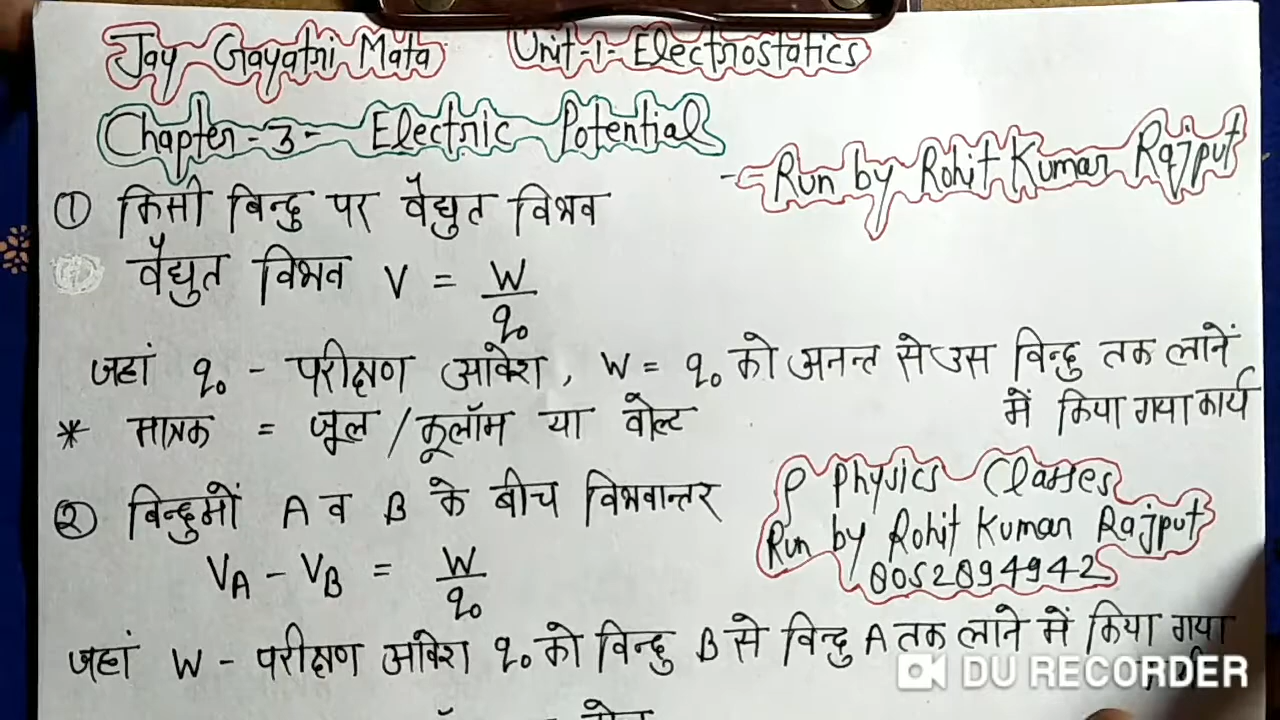 Jay Gayatri Mata Unit-1- Electrostatics
Chapter-3- Electric Potential
- Run by Rohit Kumar Rajput
① किसी बिन्दु पर वैद्युत विभव
वैद्युत विभव V = W/q₀
जहां q₀ - परीक्षण आवेश, W = q₀ को अनन्त से उस बिन्दु तक लानें
में किया गया कार्य
* मात्रक = जूल /कूलॉम या वोल्ट
② बिन्दुओं A व B के बीच विभवान्तर
V_A - V_B = W/q₀
ρ Physics Classes
Run by Rohit Kumar Rajput
8052894942
जहां W - परीक्षण आवेश q₀ को बिन्दु B से बिन्दु A तक लाने में किया गया
DU RECORDER